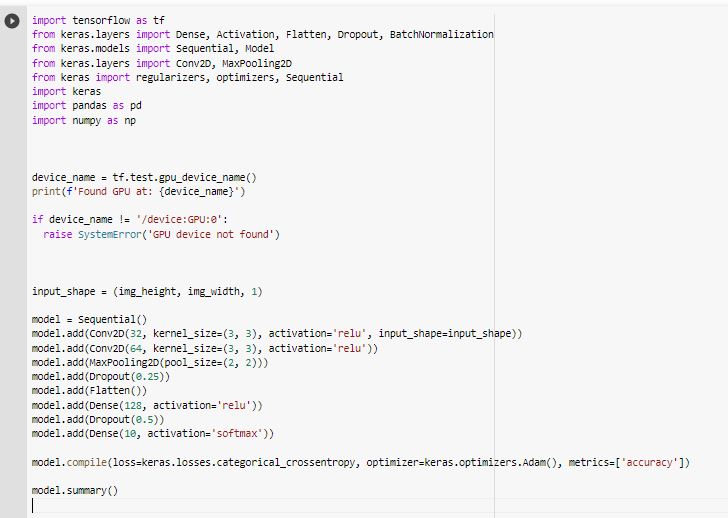 import tensorflow as tf
from keras.layers import Dense, Activation, Flatten, Dropout, BatchNormalization
from keras.models import Sequential, Model
from keras.layers import Conv2D, MaxPooling2D
from keras import regularizers, optimizers, Sequential
import keras
import pandas as pd
import numpy as np
device_name = tf.test.gpu_device_name()
print(f'Found GPU at: {device_name}')
if device_name != '/device:GPU:0':
  raise SystemError('GPU device not found')
input_shape = (img_height, img_width, 1)
model = Sequential()
model.add(Conv2D(32, kernel_size=(3, 3), activation='relu', input_shape=input_shape))
model.add(Conv2D(64, kernel_size=(3, 3), activation='relu'))
model.add(MaxPooling2D(pool_size=(2, 2)))
model.add(Dropout(0.25))
model.add(Flatten())
model.add(Dense(128, activation='relu'))
model.add(Dropout(0.5))
model.add(Dense(10, activation='softmax'))
model.compile(loss=keras.losses.categorical_crossentropy, optimizer=keras.optimizers.Adam(), metrics=['accuracy'])
model.summary()